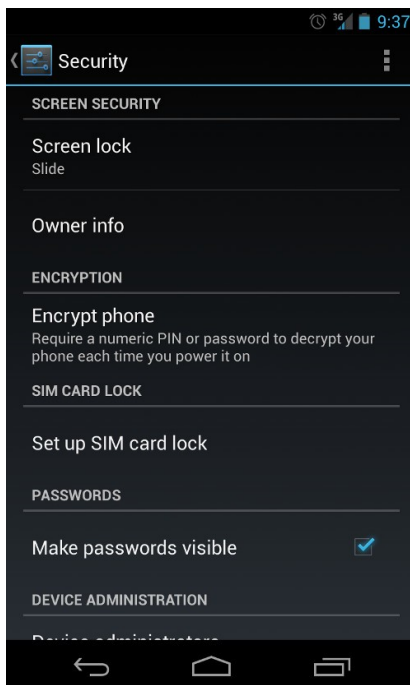 3G 9:37
Security
SCREEN SECURITY
Screen lock
Slide
Owner info
ENCRYPTION
Encrypt phone
Require a numeric PIN or password to decrypt your
phone each time you power it on
SIM CARD LOCK
Set up SIM card lock
PASSWORDS
Make passwords visible
DEVICE ADMINISTRATION
Device administrators